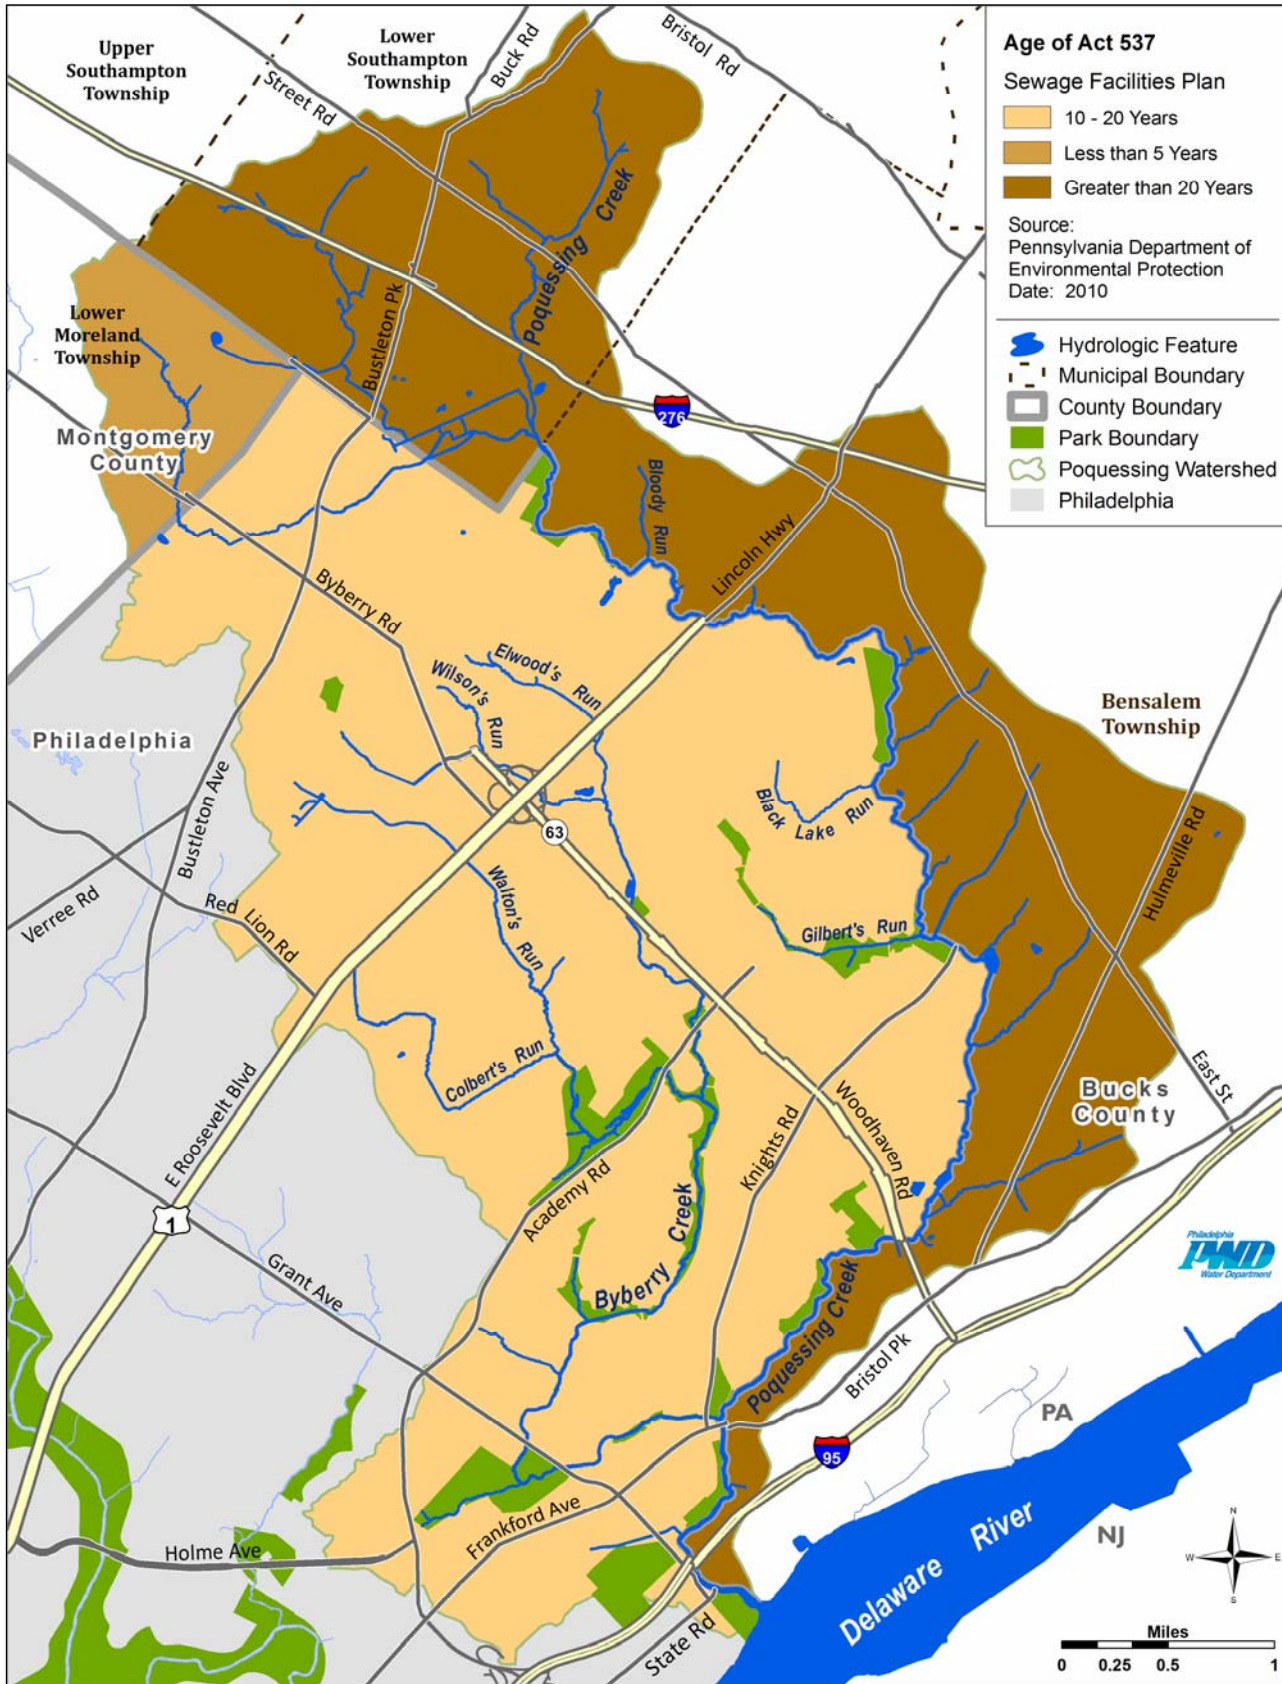 Upper
Southampton
Township
Lower
Southampton
Township
Buck Rd
Bristol Rd
Street Rd
Age of Act 537
Sewage Facilities Plan
10 - 20 Years
Less than 5 Years
Greater than 20 Years
Source:
Pennsylvania Department of
Environmental Protection
Date: 2010
Hydrologic Feature
Municipal Boundary
County Boundary
Park Boundary
Poquessing Watershed
Philadelphia
Poquessing Creek
Bustleton Pk
Lower
Moreland
Township
276
Montgomery
County
Bloody Run
Lincoln Hwy
Byberry Rd
Elwood's Run
Wilson's Run
Bensalem
Township
Philadelphia
Bustleton Ave
Black Lake Run
63
Hulmeville Rd
Verree Rd
Red Lion Rd
Walton's Run
Gilbert's Run
Colbert's Run
East St
Bucks
County
Woodhaven Rd
Knights Rd
E Roosevelt Blvd
Academy Rd
1
Byberry Creek
Grant Ave
Philadelphia
PWD
Water Department
Poquessing Creek
Bristol Pk
PA
95
NJ
Frankford Ave
Holme Ave
Delaware River
State Rd
N
W
E
S
Miles
0 0.25 0.5 1